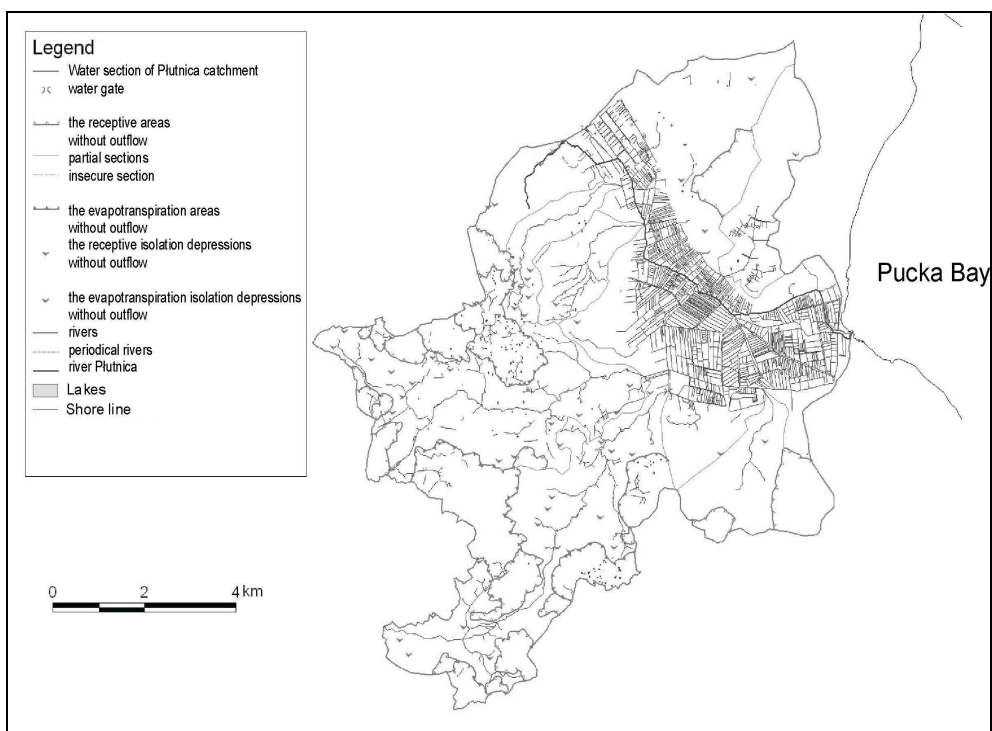 Legend
Water section of Płutnica catchment
water gate
the receptive areas
without outflow
partial sections
insecure section
the evapotranspiration areas
without outflow
the receptive isolation depressions
without outflow
the evapotranspiration isolation depressions
without outflow
rivers
periodical rivers
river Płutnica
Lakes
Shore line
Pucka Bay
0 2 4 km